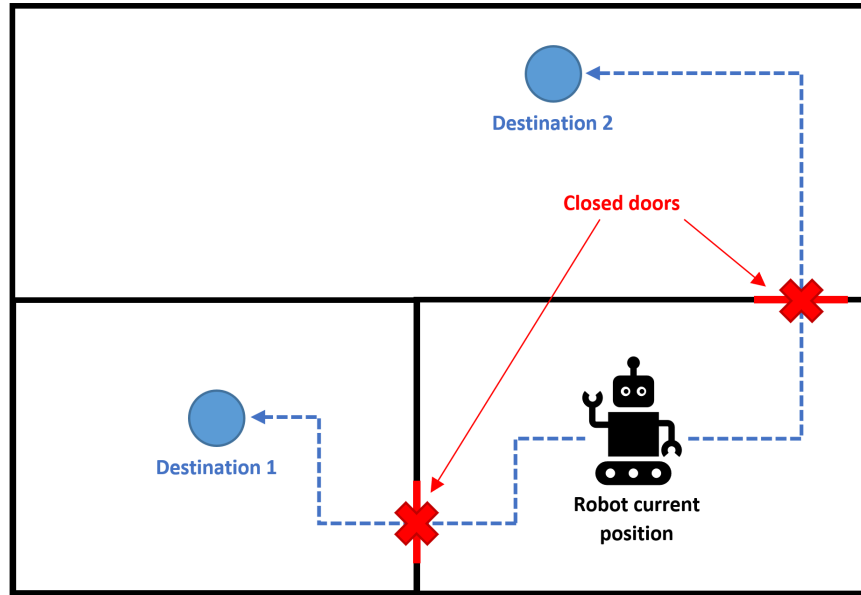 Destination 2
Closed doors
Destination 1
Robot current
position